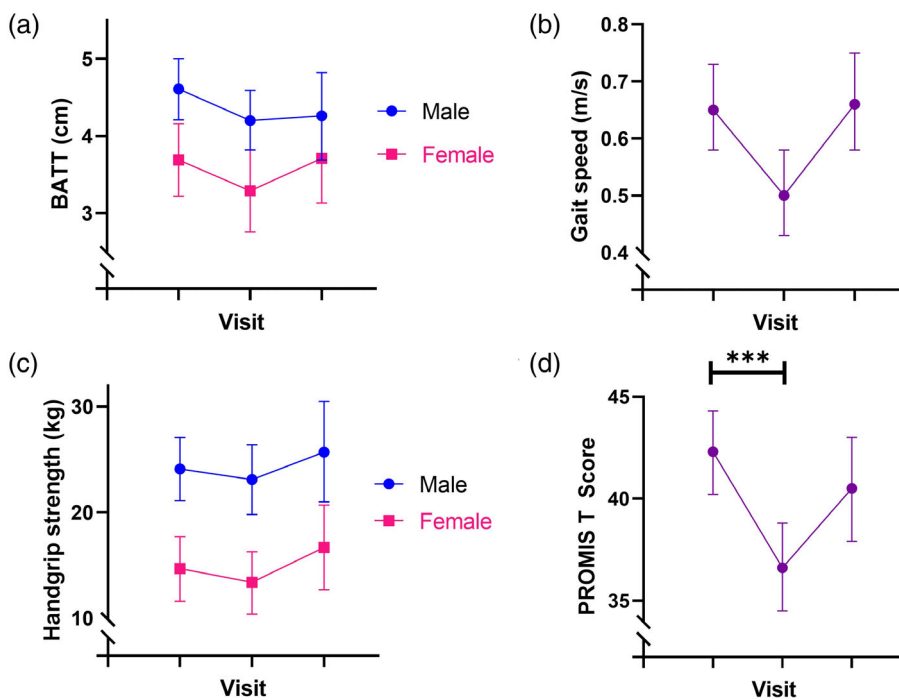 (a)
BATT (cm)
5
4
3
Male
Female
Visit
(b)
Gait speed (m/s)
0.8
0.7
0.6
0.5
0.4
Visit
(c)
Handgrip strength (kg)
30
20
10
Male
Female
Visit
(d)
***
PROMIS T Score
45
40
35
Visit